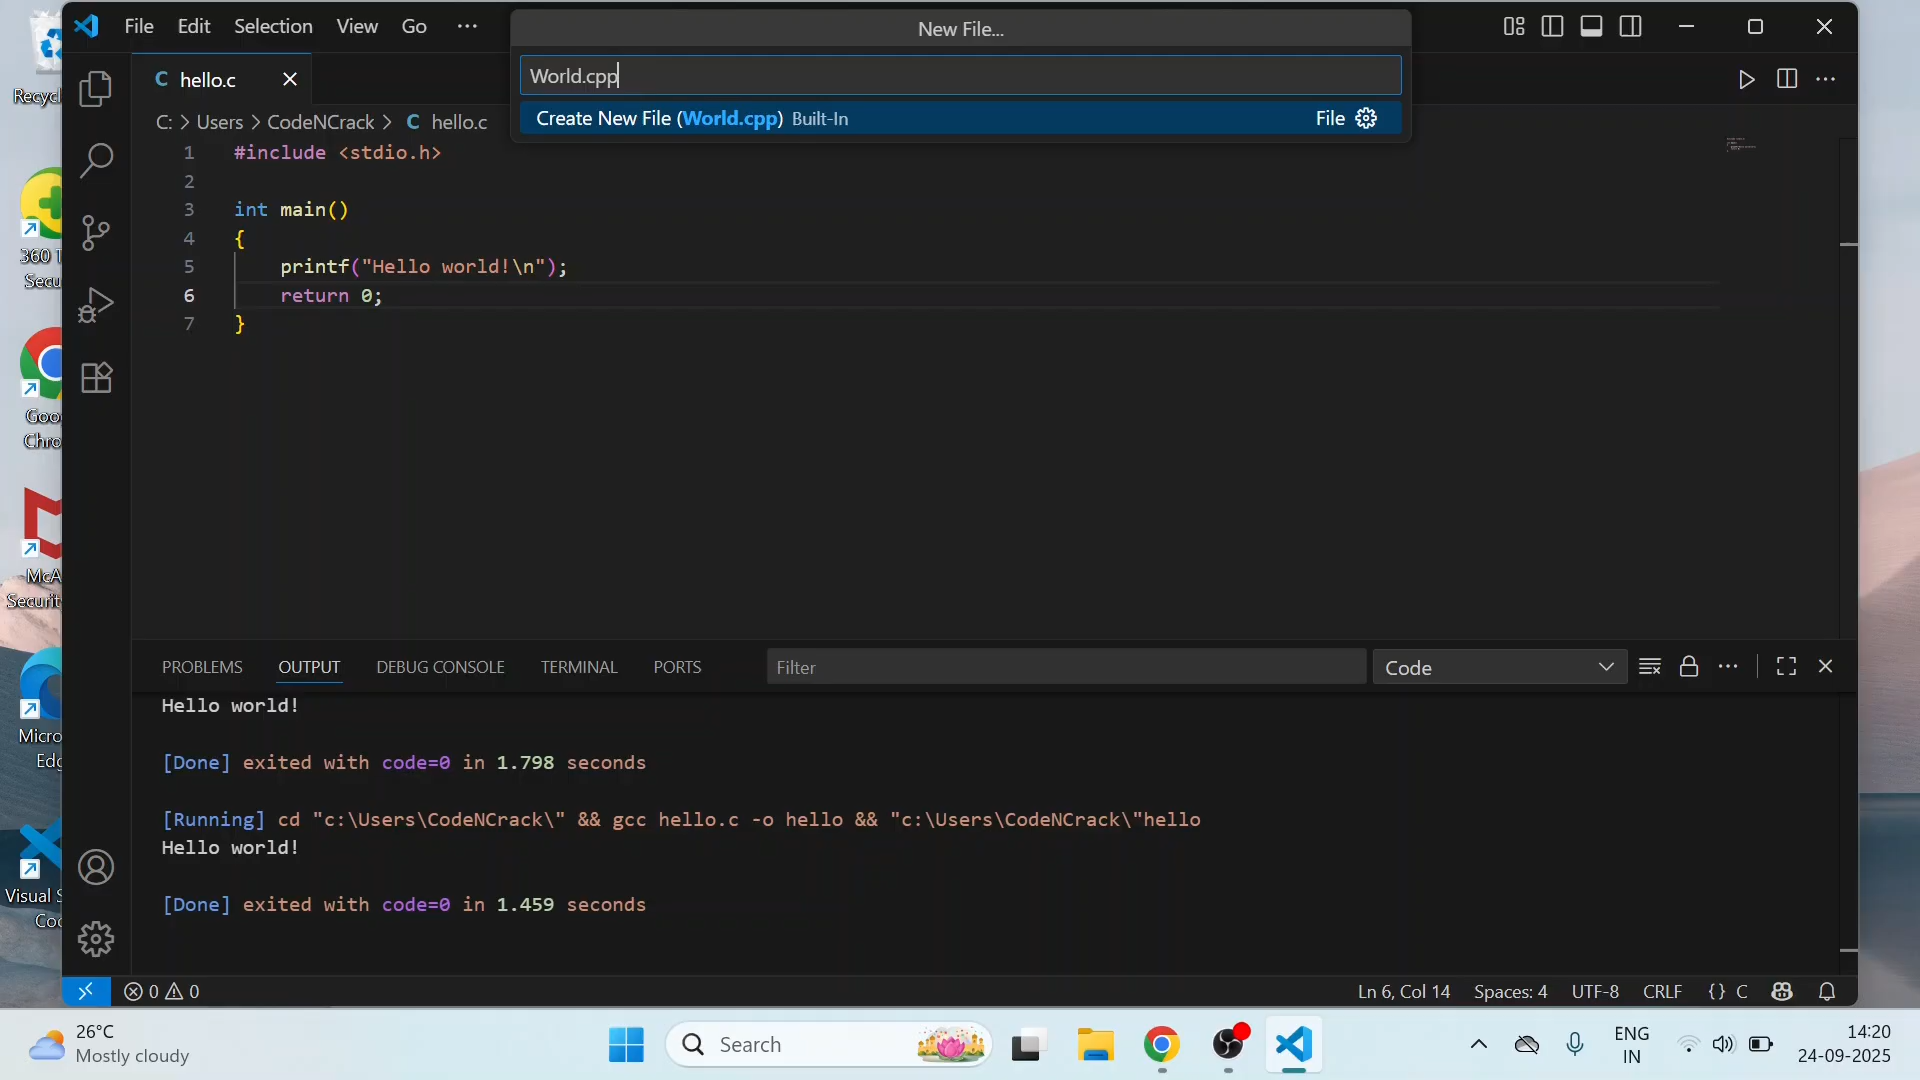 File Edit Selection View Go ···
New File...
World.cpp
Create New File (World.cpp) Built-In File
C hello.c
C: > Users > CodeNCrack > C hello.c
1 #include <stdio.h>
2
3 int main()
4 {
5 printf("Hello world!\n");
6 return 0;
7 }
PROBLEMS OUTPUT DEBUG CONSOLE TERMINAL PORTS Filter Code
Hello world!
[Done] exited with code=0 in 1.798 seconds
[Running] cd "c:\Users\CodeNCrack\" && gcc hello.c -o hello && "c:\Users\CodeNCrack\"hello
Hello world!
[Done] exited with code=0 in 1.459 seconds
0 0
Ln 6, Col 14 Spaces: 4 UTF-8 CRLF {} C
Recycl
360 T
Secu
Goo
Chro
McA
Securit
Micro
Edg
Visual S
Coc
26°C
Mostly cloudy
Search
ENG
IN
14:20
24-09-2025